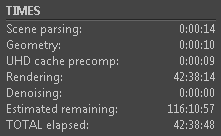 TIMES
Scene parsing: 0:00:14
Geometry: 0:00:10
UHD cache precomp: 0:00:09
Rendering: 42:38:14
Denoising: 0:00:00
Estimated remaining: 116:10:57
TOTAL elapsed: 42:38:48